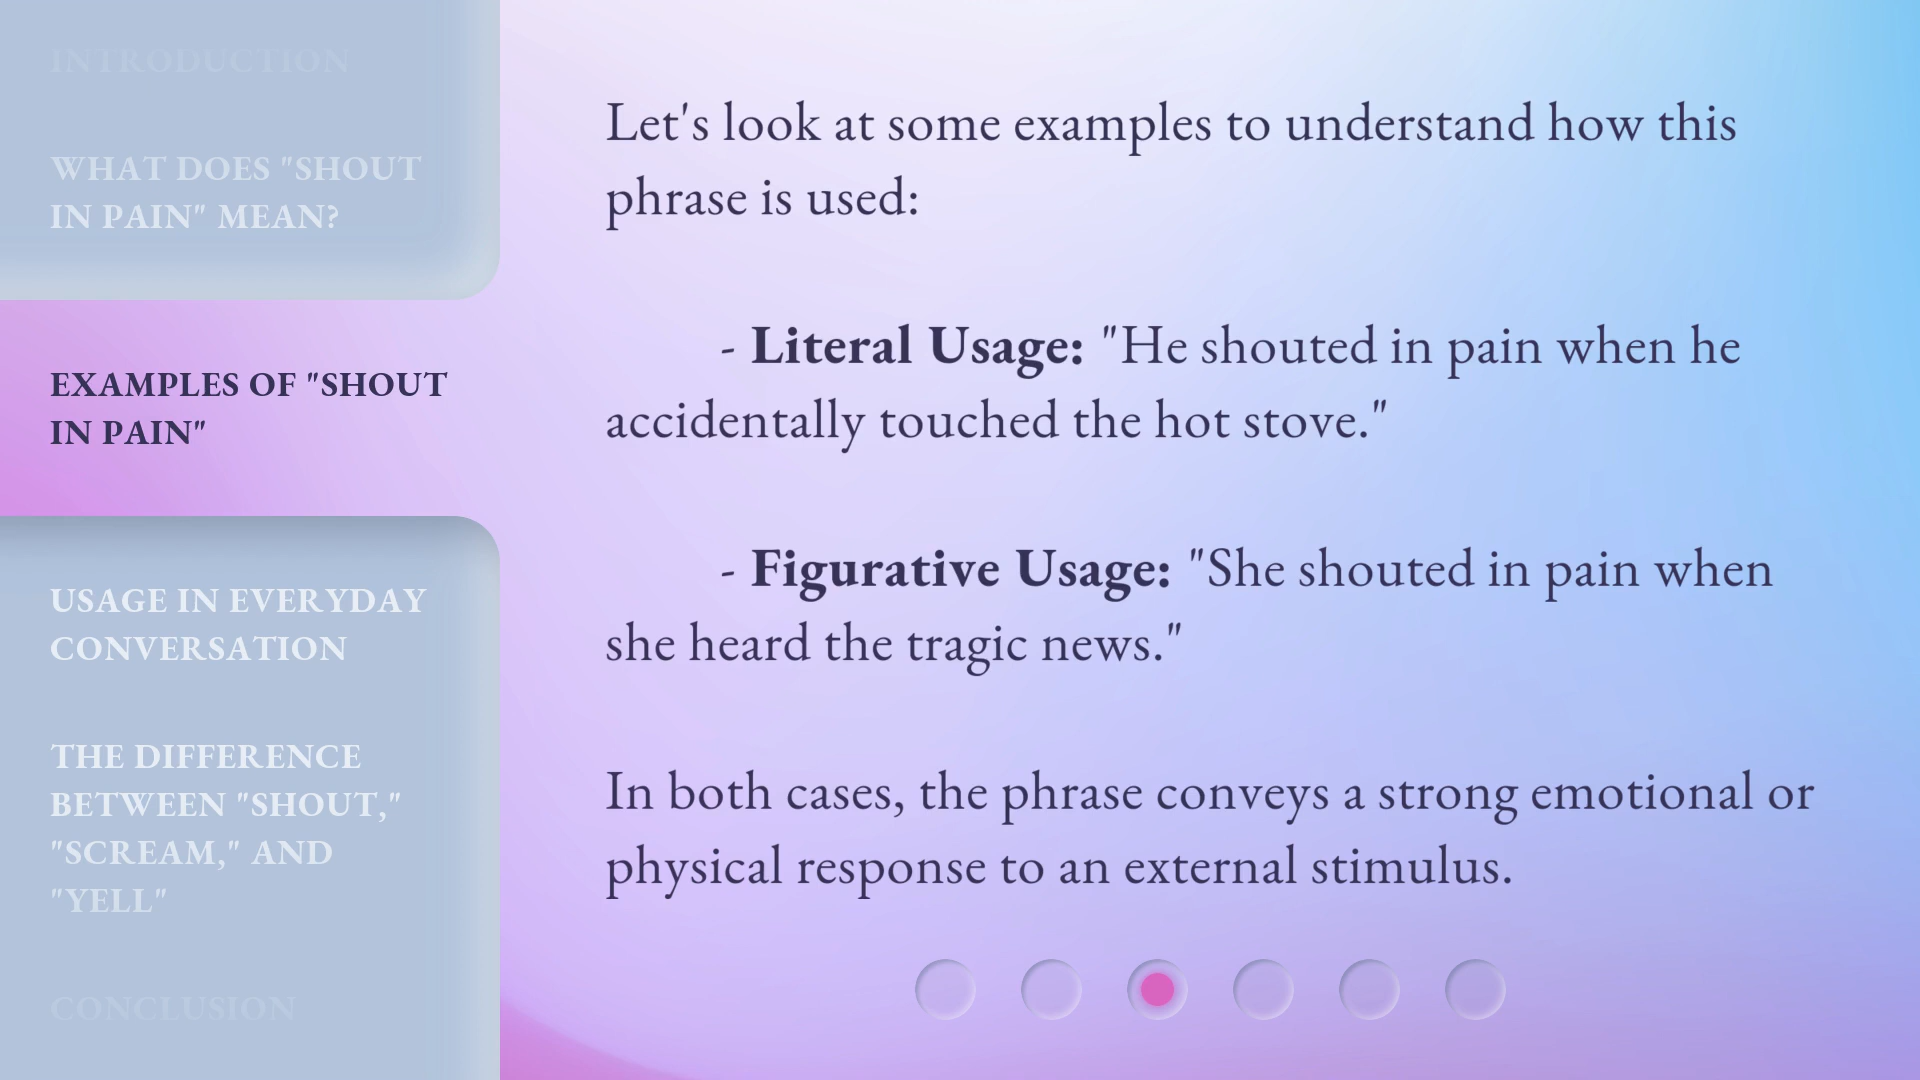 INTRODUCTION
WHAT DOES "SHOUT
IN PAIN" MEAN?
EXAMPLES OF "SHOUT
IN PAIN"
USAGE IN EVERYDAY
CONVERSATION
THE DIFFERENCE
BETWEEN "SHOUT,"
"SCREAM," AND
"YELL"
CONCLUSION
Let's look at some examples to understand how this
phrase is used:
- Literal Usage: "He shouted in pain when he
accidentally touched the hot stove."
- Figurative Usage: "She shouted in pain when
she heard the tragic news."
In both cases, the phrase conveys a strong emotional or
physical response to an external stimulus.